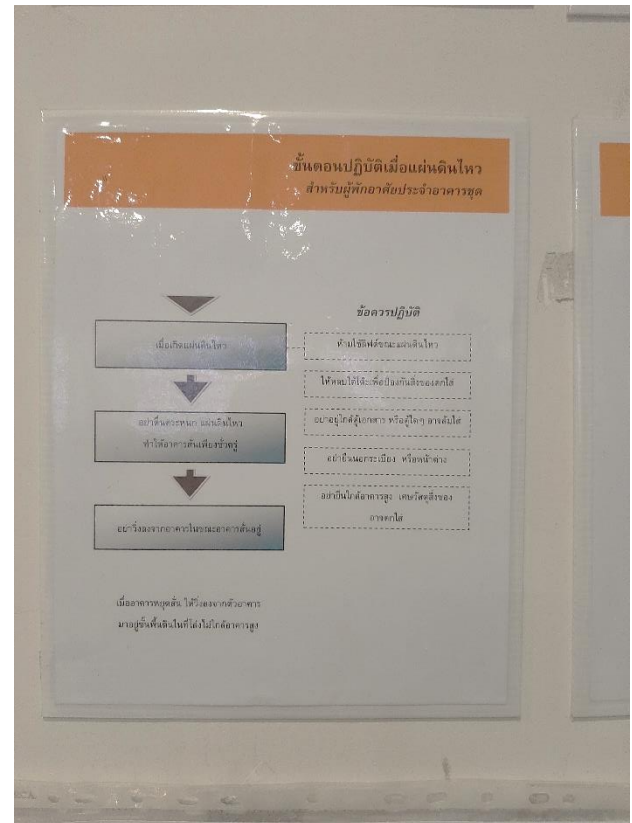 ขั้นตอนปฏิบัติเมื่อแผ่นดินไหว
สำหรับผู้พักอาศัยประจำอาคารชุด
เมื่อเกิดแผ่นดินไหว
อย่าตื่นตระหนก แผ่นดินไหว
ทำให้อาคารสั่นเพียงชั่วครู่
อย่าวิ่งลงจากอาคารในขณะอาคารสั่นอยู่
เมื่ออาคารหยุดสั่น ให้วิ่งลงจากตัวอาคาร
มาอยู่ชั้นพื้นดินในที่โล่งไม่ใกล้อาคารสูง
ข้อควรปฏิบัติ
ห้ามใช้ลิฟต์ขณะแผ่นดินไหว
ให้หลบใต้โต๊ะเพื่อป้องกันสิ่งของตกใส่
อย่าอยู่ใกล้ตู้เอกสาร หรือตู้ใดๆ อาจล้มใส่
อย่ายืนนอกระเบียง หรือหน้าต่าง
อย่ายืนใกล้อาคารสูง เศษวัสดุสิ่งของ
อาจตกใส่